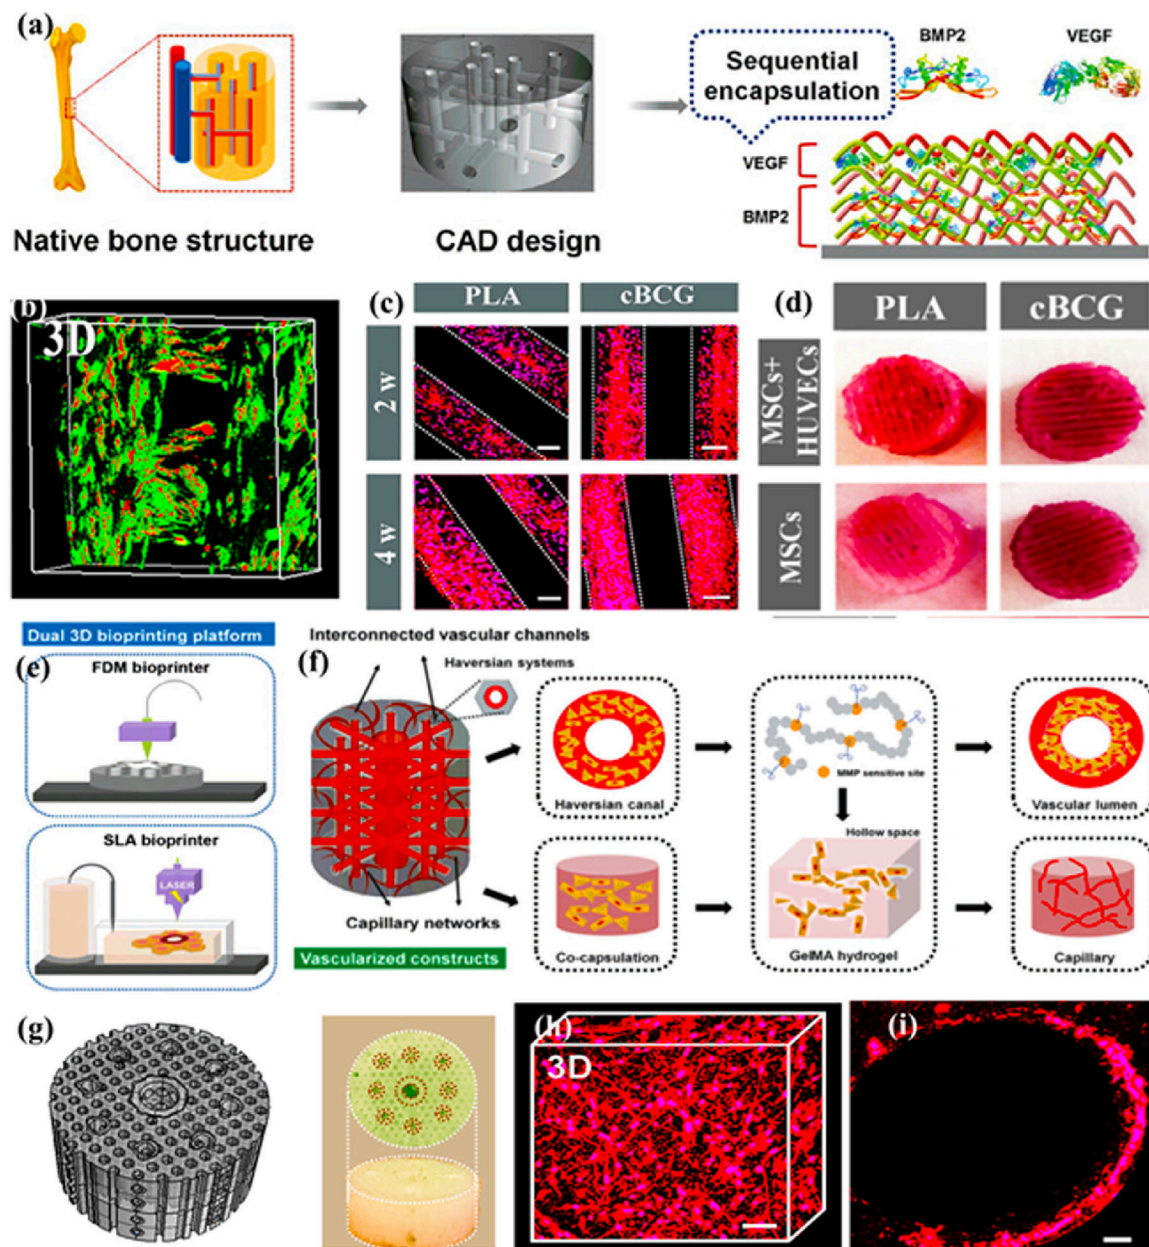 (a)
Native bone structure
CAD design
Sequential
encapsulation
BMP2
VEGF
VEGF
BMP2
(b)
3D
(c)
PLA
cBCG
2 w
4 w
(d)
PLA
cBCG
MSCs+
HUVECs
MSCs
(e)
Dual 3D bioprinting platform
FDM bioprinter
SLA bioprinter
LASER
(f)
Interconnected vascular channels
Haversian systems
Capillary networks
Vascularized constructs
Haversian canal
Co-capsulation
MMP sensitive site
Hollow space
GelMA hydrogel
Vascular lumen
Capillary
(g)
(h)
3D
(i)